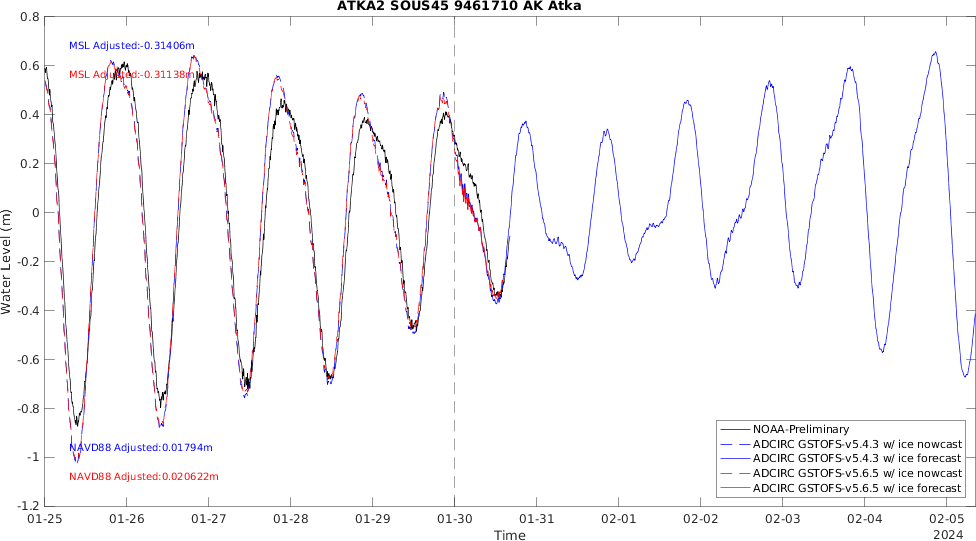 ATKA2 SOUS45 9461710 AK Atka
Water Level (m)
0.8
0.6
0.4
0.2
0
-0.2
-0.4
-0.6
-0.8
-1
-1.2
MSL Adjusted:-0.31406m
MSL Adjusted:-0.31138m
NAVD88 Adjusted:0.01794m
NAVD88 Adjusted:0.020622m
NOAA-Preliminary
ADCIRC GSTOFS-v5.4.3 w/ ice nowcast
ADCIRC GSTOFS-v5.4.3 w/ ice forecast
ADCIRC GSTOFS-v5.6.5 w/ ice nowcast
ADCIRC GSTOFS-v5.6.5 w/ ice forecast
01-25 01-26 01-27 01-28 01-29 01-30 01-31 02-01 02-02 02-03 02-04 02-05
2024
Time